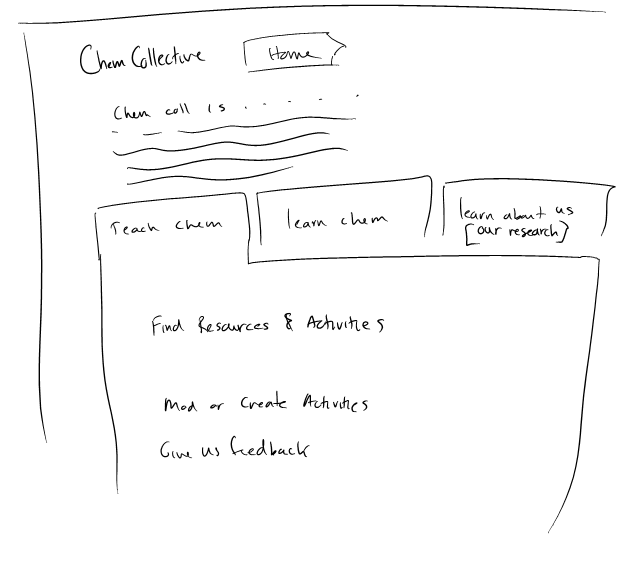 Chem Collective
Home
Chem coll is . . . . .
Teach Chem
learn chem
learn about us
[our research]
Find Resources & Activities
Mod or Create Activities
Give us feedback